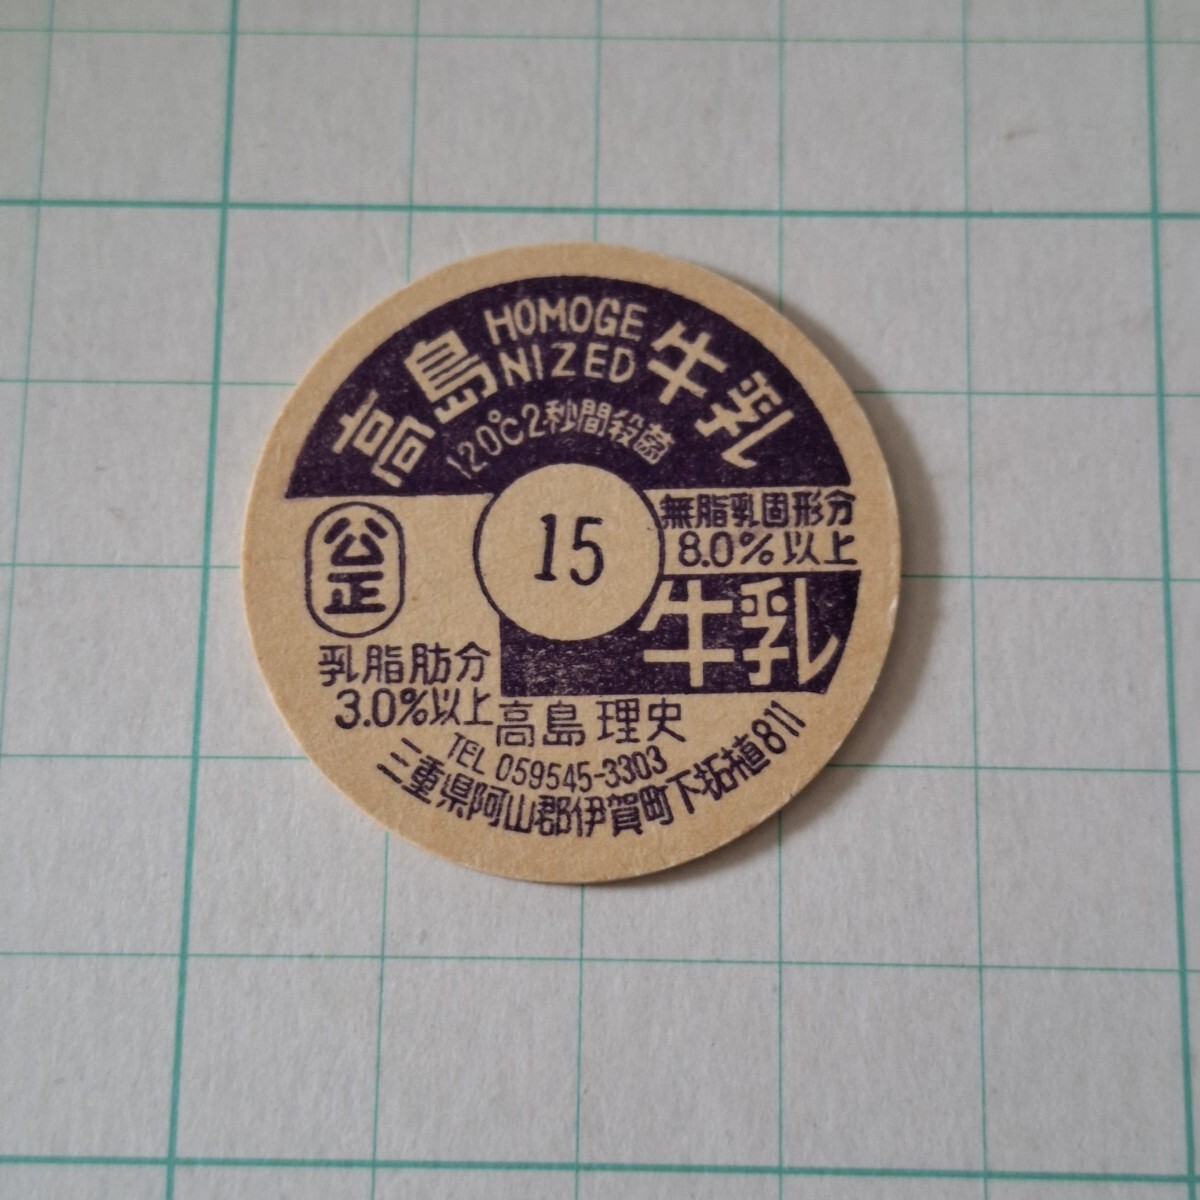 高島 HOMOGE NIZED 牛乳
120℃2秒間殺菌
公正
15
無脂乳固形分
8.0%以上
牛乳
乳脂肪分
3.0%以上
高島理史
TEL 059545-3303
三重県阿山郡伊賀町下拓植811